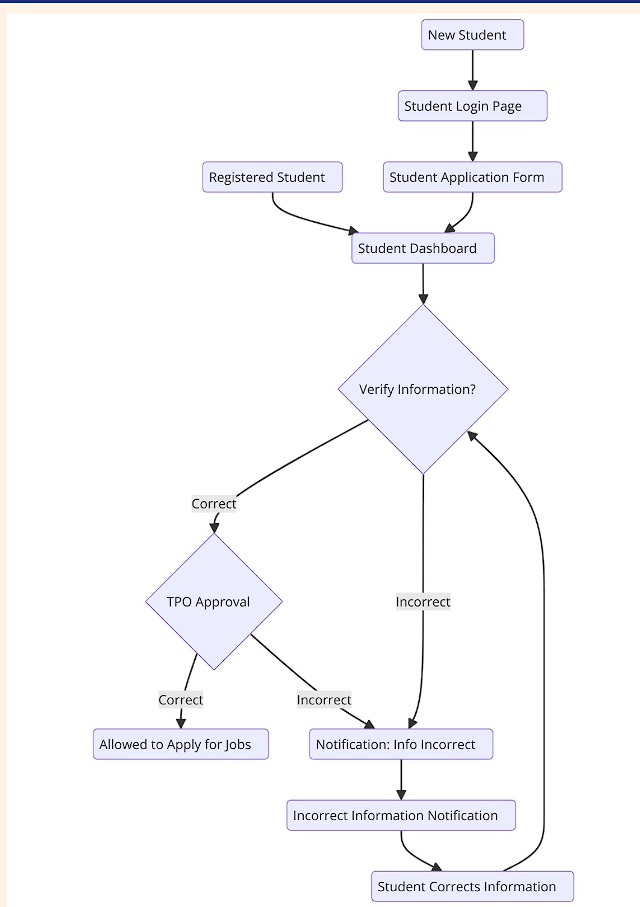 New Student
Student Login Page
Registered Student
Student Application Form
Student Dashboard
Verify Information?
Correct
TPO Approval
Incorrect
Correct
Incorrect
Allowed to Apply for Jobs
Notification: Info Incorrect
Incorrect Information Notification
Student Corrects Information